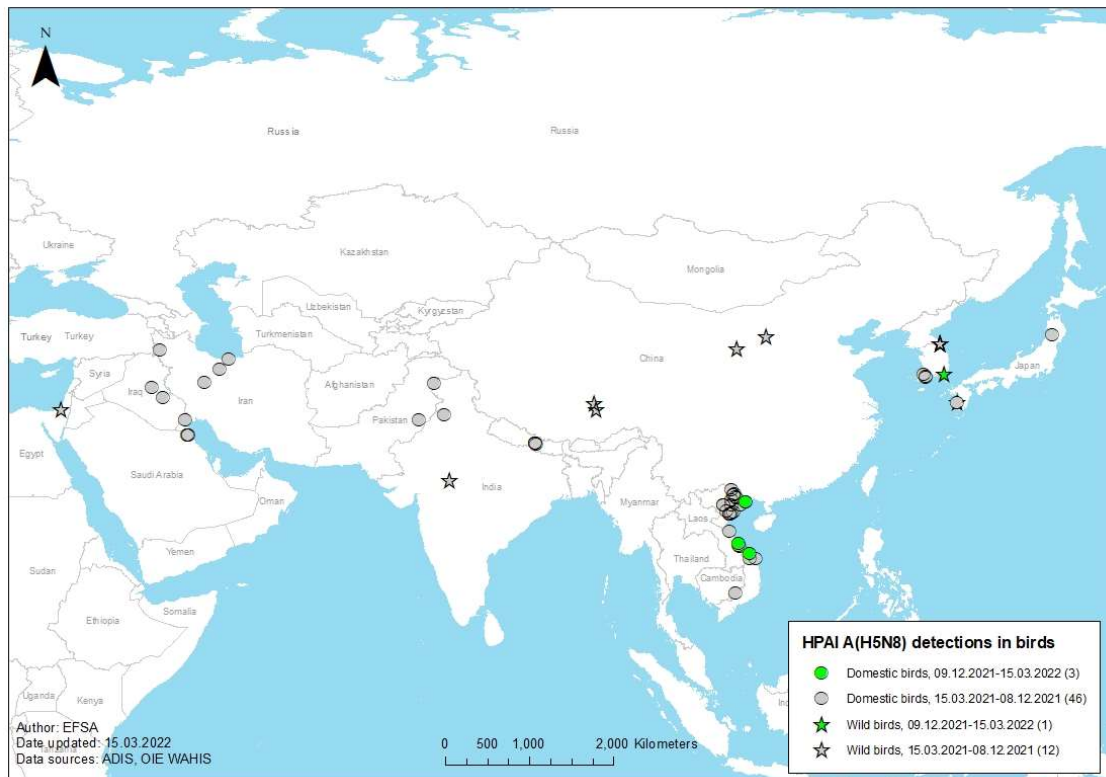 N
Russia
Russia
Ukraine
Kazakhstan
Mongolia
Uzbekistan
Kyrgyzstan
Turkey
Turkey
Turkmenistan
China
Japan
Syria
Afghanistan
Iraq
Iran
Pakistan
Egypt
Saudi Arabia
India
Myanmar
Laos
Oman
Thailand
Yemen
Cambodia
Sudan
Ethiopia
Somalia
Uganda
Kenya
HPAI A(H5N8) detections in birds
Domestic birds, 09.12.2021-15.03.2022 (3)
Domestic birds, 15.03.2021-08.12.2021 (46)
Wild birds, 09.12.2021-15.03.2022 (1)
Wild birds, 15.03.2021-08.12.2021 (12)
Author: EFSA
Date updated: 15.03.2022
Data sources: ADIS, OIE WAHIS
0 500 1,000 2,000 Kilometers